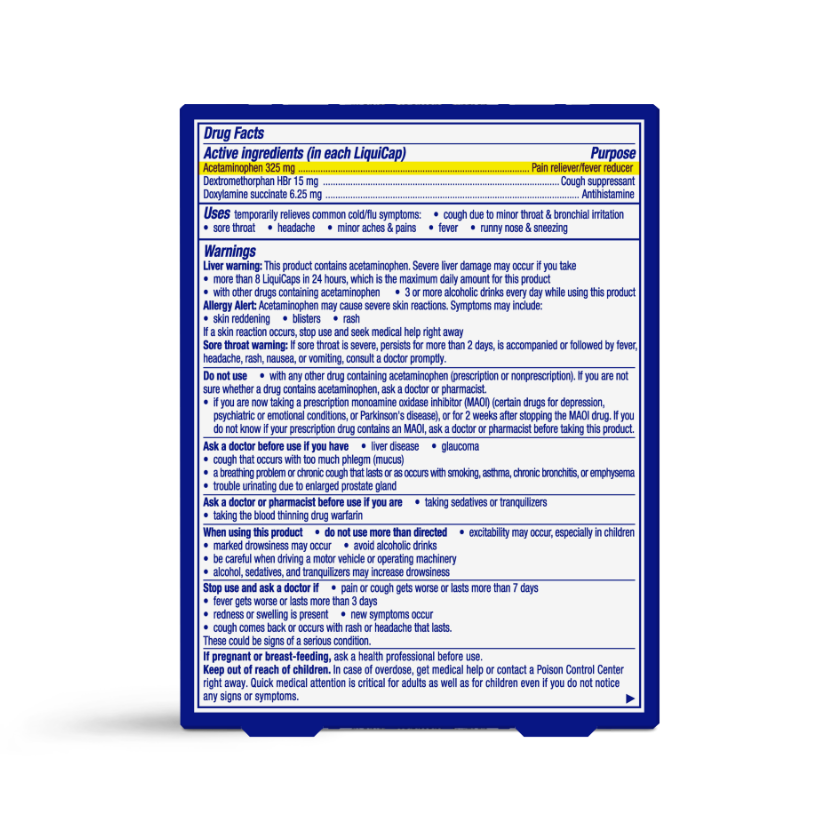 Drug Facts
Active ingredients (in each LiquiCap) Purpose
Acetaminophen 325 mg ........ Pain reliever/fever reducer
Dextromethorphan HBr 15 mg ........ Cough suppressant
Doxylamine succinate 6.25 mg ........ Antihistamine
Uses temporarily relieves common cold/flu symptoms: • cough due to minor throat & bronchial irritation
• sore throat • headache • minor aches & pains • fever • runny nose & sneezing
Warnings
Liver warning: This product contains acetaminophen. Severe liver damage may occur if you take
• more than 8 LiquiCaps in 24 hours, which is the maximum daily amount for this product
• with other drugs containing acetaminophen • 3 or more alcoholic drinks every day while using this product
Allergy Alert: Acetaminophen may cause severe skin reactions. Symptoms may include:
• skin reddening • blisters • rash
If a skin reaction occurs, stop use and seek medical help right away
Sore throat warning: If sore throat is severe, persists for more than 2 days, is accompanied or followed by fever,
headache, rash, nausea, or vomiting, consult a doctor promptly.
Do not use • with any other drug containing acetaminophen (prescription or nonprescription). If you are not
sure whether a drug contains acetaminophen, ask a doctor or pharmacist.
• if you are now taking a prescription monoamine oxidase inhibitor (MAOI) (certain drugs for depression,
psychiatric or emotional conditions, or Parkinson's disease), or for 2 weeks after stopping the MAOI drug. If you
do not know if your prescription drug contains an MAOI, ask a doctor or pharmacist before taking this product.
Ask a doctor before use if you have • liver disease • glaucoma
• cough that occurs with too much phlegm (mucus)
• a breathing problem or chronic cough that lasts or as occurs with smoking, asthma, chronic bronchitis, or emphysema
• trouble urinating due to enlarged prostate gland
Ask a doctor or pharmacist before use if you are • taking sedatives or tranquilizers
• taking the blood thinning drug warfarin
When using this product • do not use more than directed • excitability may occur, especially in children
• marked drowsiness may occur • avoid alcoholic drinks
• be careful when driving a motor vehicle or operating machinery
• alcohol, sedatives, and tranquilizers may increase drowsiness
Stop use and ask a doctor if • pain or cough gets worse or lasts more than 7 days
• fever gets worse or lasts more than 3 days
• redness or swelling is present • new symptoms occur
• cough comes back or occurs with rash or headache that lasts.
These could be signs of a serious condition.
If pregnant or breast-feeding, ask a health professional before use.
Keep out of reach of children. In case of overdose, get medical help or contact a Poison Control Center
right away. Quick medical attention is critical for adults as well as for children even if you do not notice
any signs or symptoms.